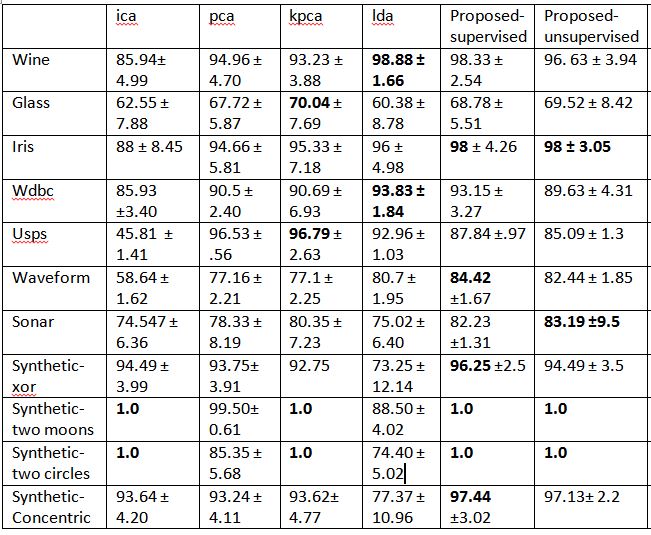 ica pca kpca lda Proposed- Proposed-
supervised unsupervised
Wine 85.94± 94.96 ± 93.23 ± 98.88 ± 98.33 ± 96. 63 ± 3.94
4.99 4.70 3.88 1.66 2.54
Glass 62.55 ± 67.72 ± 70.04 ± 60.38 ± 68.78 ± 69.52 ± 8.42
7.88 5.87 7.69 8.78 5.51
Iris 88 ± 8.45 94.66 ± 95.33 ± 96 ± 98 ± 4.26 98 ± 3.05
5.81 7.18 4.98
Wdbc 85.93 90.5 ± 90.69 ± 93.83 ± 93.15 ± 89.63 ± 4.31
±3.40 2.40 6.93 1.84 3.27
Usps 45.81 ± 96.53 ± 96.79 ± 92.96 ± 87.84 ±.97 85.09 ± 1.3
1.41 .56 2.63 1.03
Waveform 58.64 ± 77.16 ± 77.1 ± 80.7 ± 84.42 82.44 ± 1.85
1.62 2.21 2.25 1.95 ±1.67
Sonar 74.547 ± 78.33 ± 80.35 ± 75.02 ± 82.23 83.19 ±9.5
6.36 8.19 7.23 6.40 ±1.31
Synthetic- 94.49 ± 93.75± 92.75 73.25 ± 96.25 ±2.5 94.49 ± 3.5
xor 3.99 3.91 12.14
Synthetic- 1.0 99.50± 1.0 88.50 ± 1.0 1.0
two moons 0.61 4.02
Synthetic- 1.0 85.35 ± 1.0 74.40 ± 1.0 1.0
two circles 5.68 5.02
Synthetic- 93.64 ± 93.24 ± 93.62± 77.37 ± 97.44 97.13± 2.2
Concentric 4.20 4.11 4.77 10.96 ±3.02